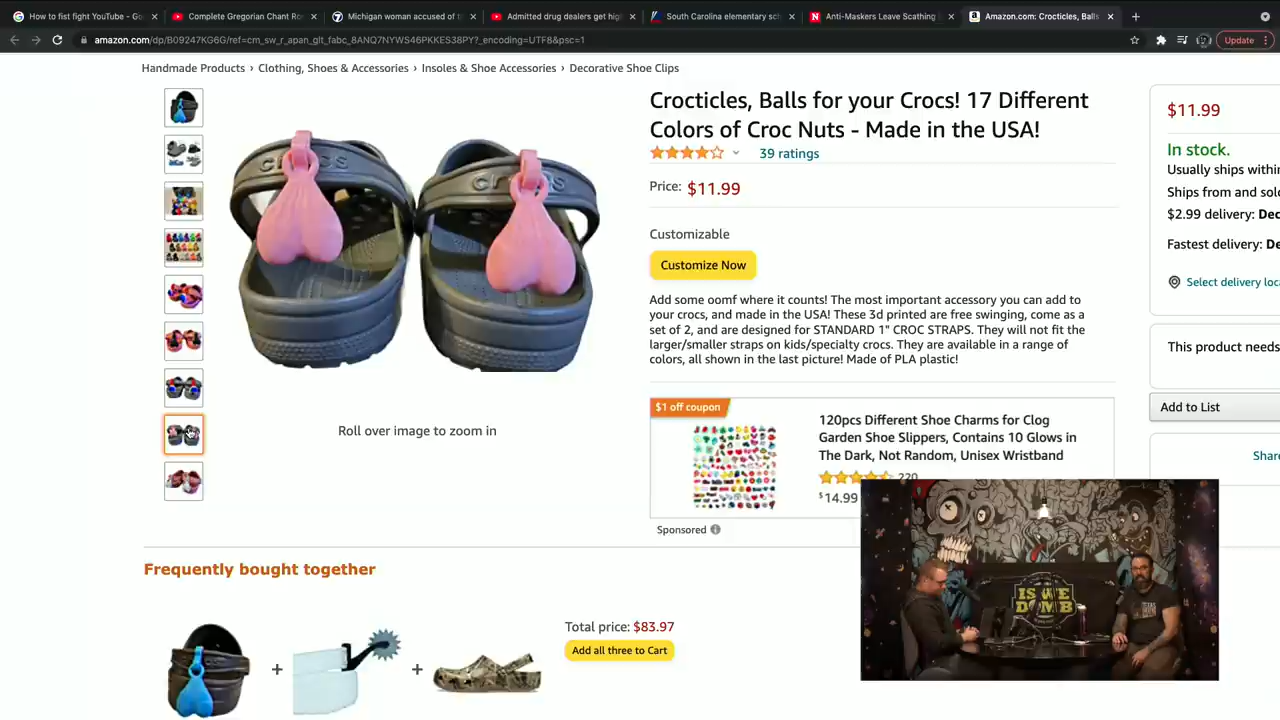 How to fist fight YouTube - Go
Complete Gregorian Chant Ro
Michigan woman accused of t
Admitted drug dealers get hig
South Carolina elementary sch
Anti-Maskers Leave Scathing
Amazon.com: Crocticles, Balls
amazon.com/dp/B09247KG6G/ref=cm_sw_r_apan_glt_fabc_8ANQ7NYWS46PKKES38PY?_encoding=UTF8&psc=1
Update
Handmade Products › Clothing, Shoes & Accessories › Insoles & Shoe Accessories › Decorative Shoe Clips
Crocticles, Balls for your Crocs! 17 Different
Colors of Croc Nuts - Made in the USA!
39 ratings
Price: $11.99
Customizable
Customize Now
Add some oomf where it counts! The most important accessory you can add to
your crocs, and made in the USA! These 3d printed are free swinging, come as a
set of 2, and are designed for STANDARD 1" CROC STRAPS. They will not fit the
larger/smaller straps on kids/specialty crocs. They are available in a range of
colors, all shown in the last picture! Made of PLA plastic!
$1 off coupon
120pcs Different Shoe Charms for Clog
Garden Shoe Slippers, Contains 10 Glows in
The Dark, Not Random, Unisex Wristband
220
$14.99
Sponsored
crocs
crocs
Roll over image to zoom in
$11.99
In stock.
Usually ships within
Ships from and sol
$2.99 delivery: Dec
Fastest delivery: De
Select delivery loc
This product needs
Add to List
Share
Frequently bought together
Total price: $83.97
Add all three to Cart
IS WE
DUMB